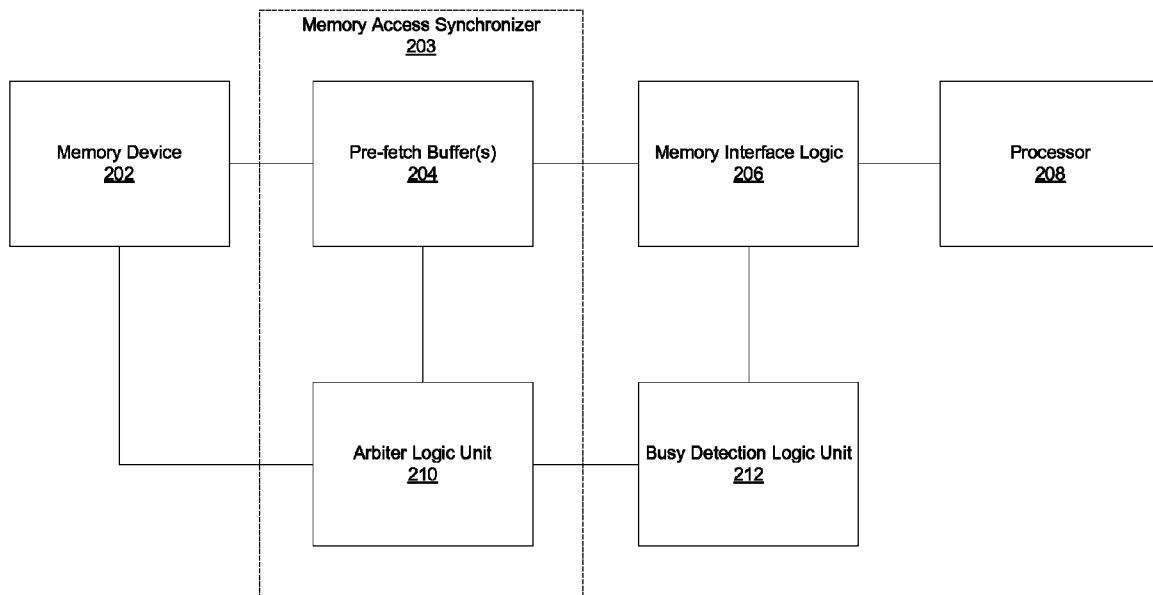 Memory Access Synchronizer
203
Memory Device
202
Pre-fetch Buffer(s)
204
Memory Interface Logic
206
Processor
208
Arbiter Logic Unit
210
Busy Detection Logic Unit
212